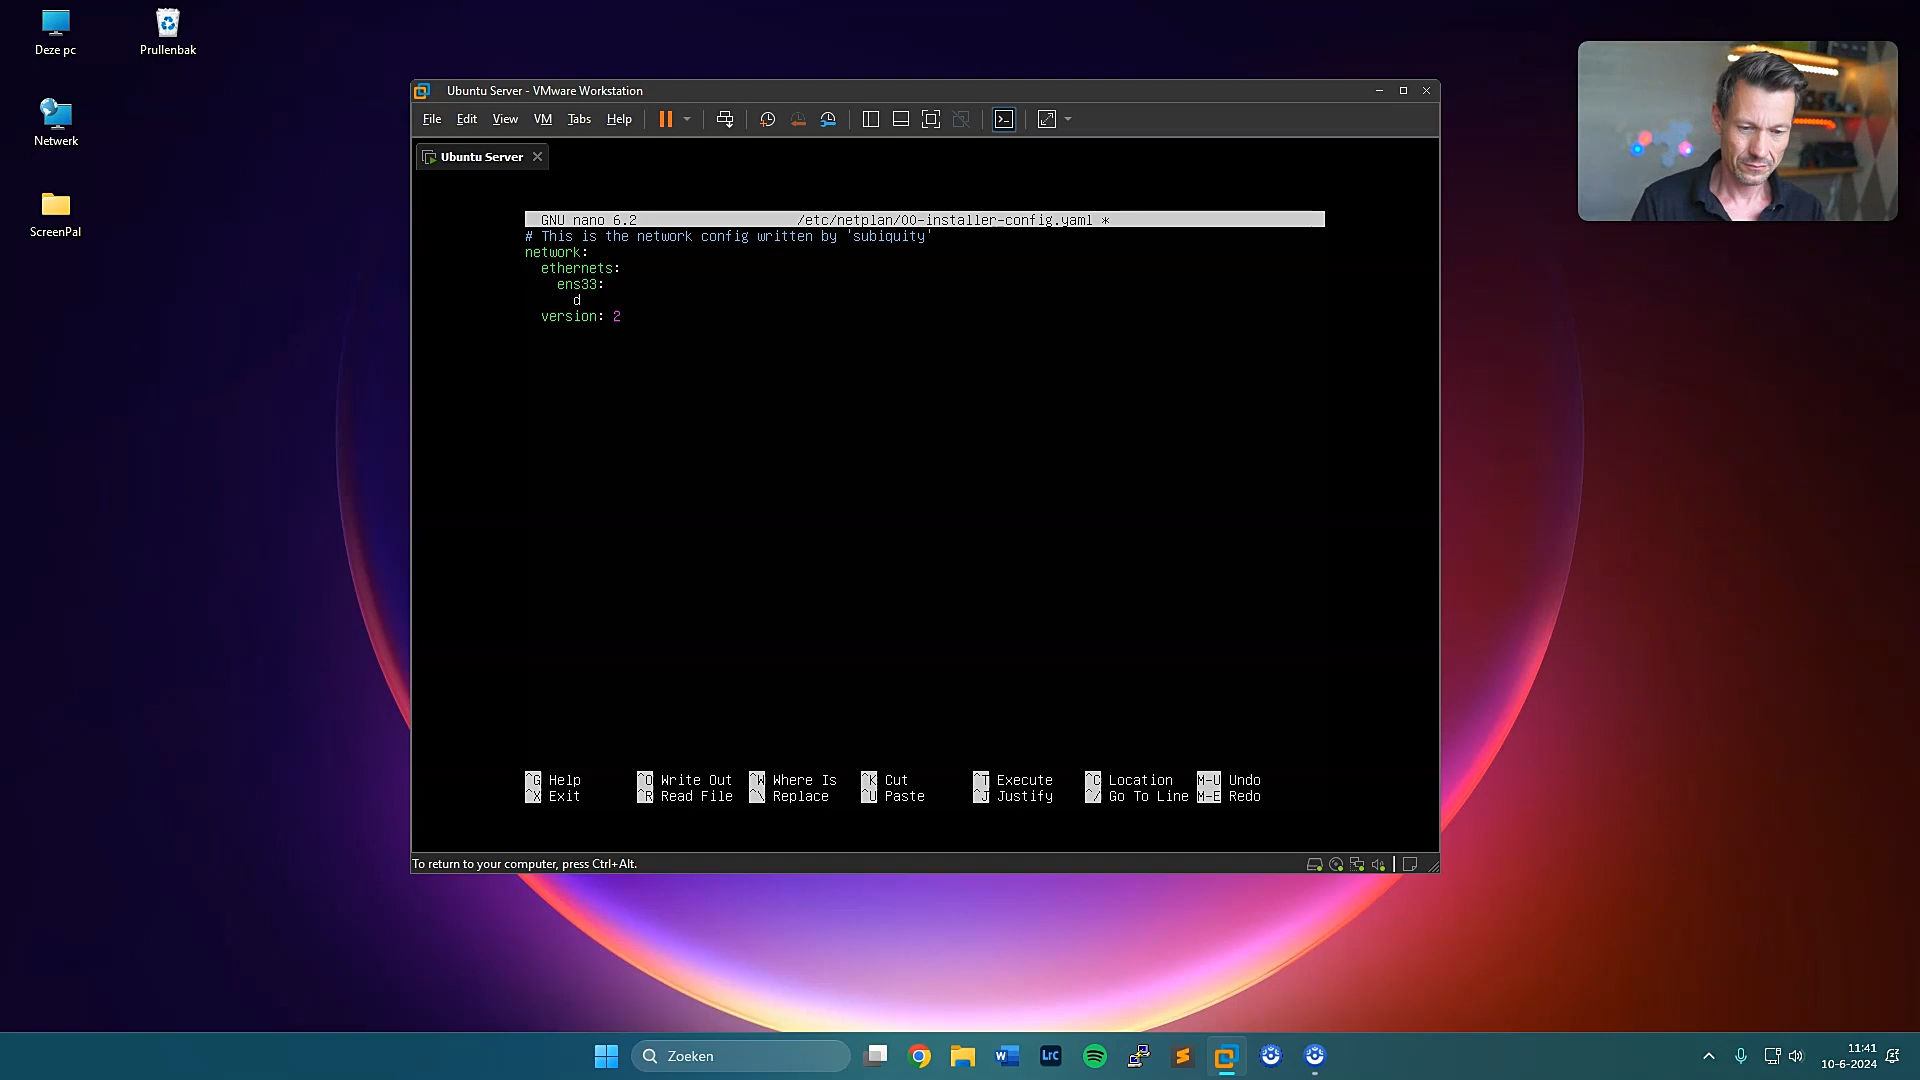 Deze pc
Prullenbak
Netwerk
ScreenPal
Ubuntu Server - VMware Workstation
File Edit View VM Tabs Help
Ubuntu Server
GNU nano 6.2 /etc/netplan/00-installer-config.yaml *
# This is the network config written by 'subiquity'
network:
ethernets:
ens33:
d
version: 2
^G Help ^O Write Out ^W Where Is ^K Cut ^T Execute ^C Location M-U Undo
^X Exit ^R Read File ^\ Replace ^U Paste ^J Justify ^/ Go To Line M-E Redo
To return to your computer, press Ctrl+Alt.
Zoeken
W
Lrc
11:41
10-6-2024